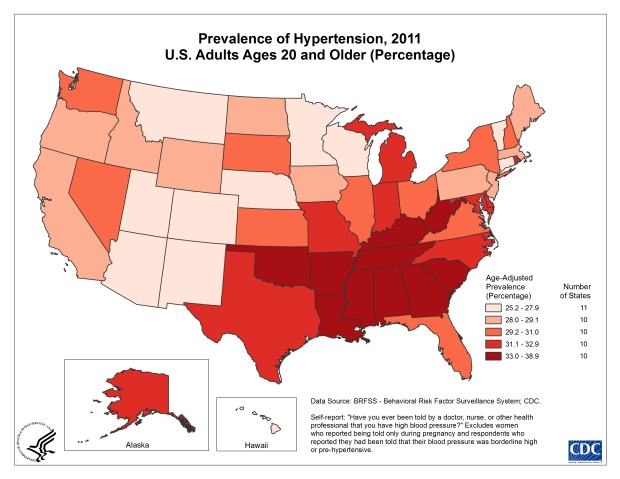 Prevalence of Hypertension, 2011
U.S. Adults Ages 20 and Older (Percentage)
Age-Adjusted
Prevalence
(Percentage)
Number
of States
25.2 - 27.9 11
28.0 - 29.1 10
29.2 - 31.0 10
31.1 - 32.9 10
33.0 - 38.9 10
Alaska
Hawaii
Data Source: BRFSS - Behavioral Risk Factor Surveillance System; CDC.
Self-report: "Have you ever been told by a doctor, nurse, or other health
professional that you have high blood pressure?" Excludes women
who reported being told only during pregnancy and respondents who
reported they had been told that their blood pressure was borderline high
or pre-hypertensive.
CDC